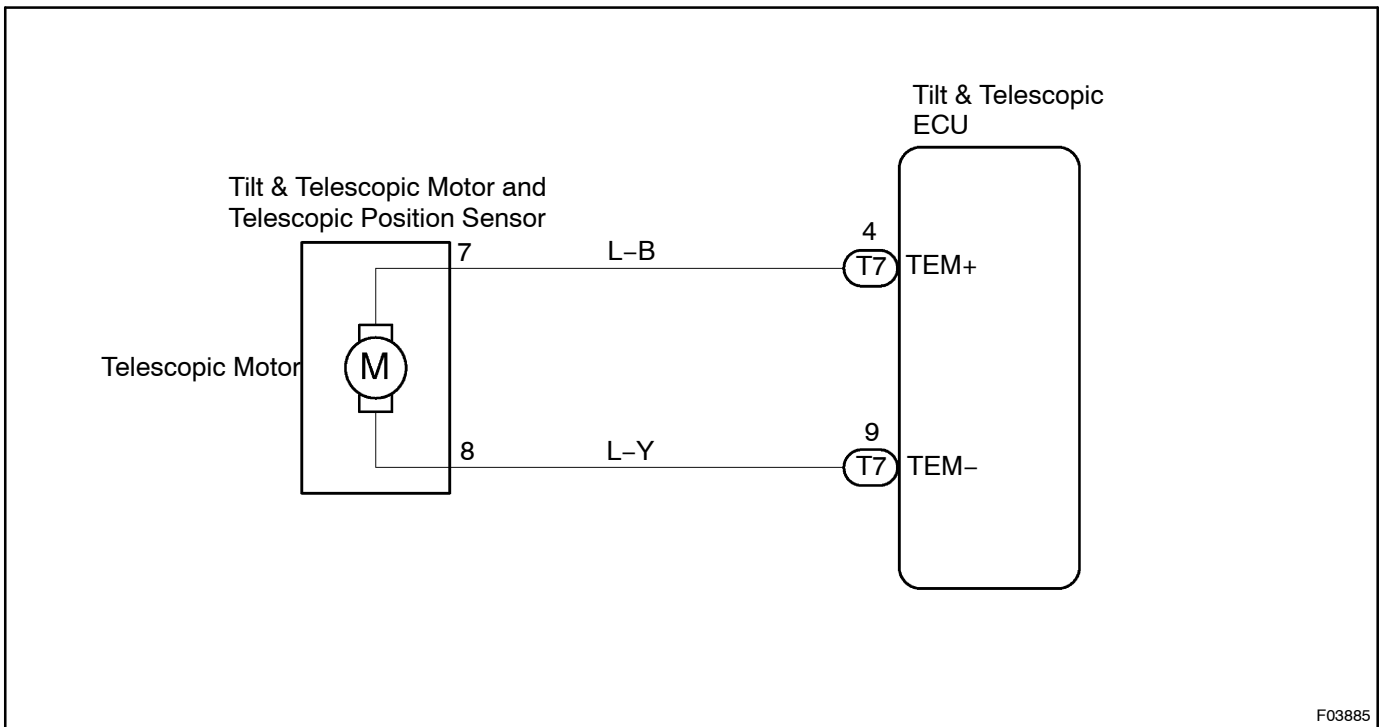 Tilt & Telescopic
ECU
Tilt & Telescopic Motor and
Telescopic Position Sensor
7
L−B
4
T7
TEM+
Telescopic Motor
M
8
L−Y
9
T7
TEM−
F03885